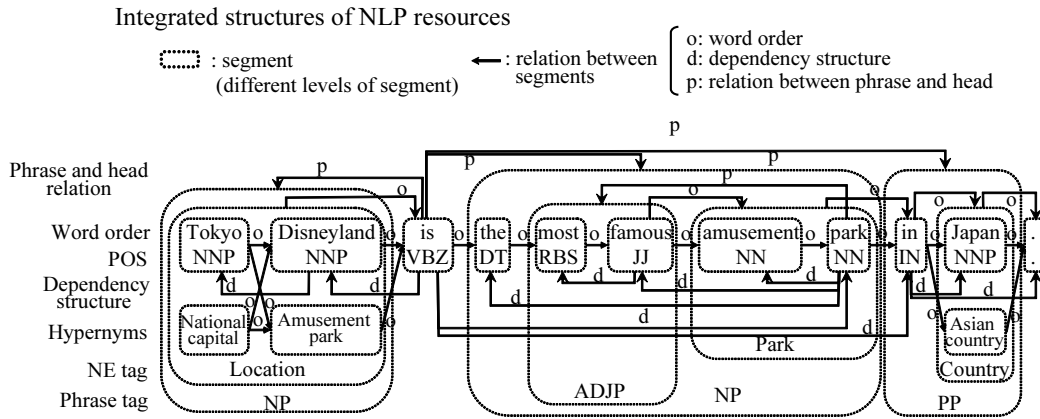 Integrated structures of NLP resources
: segment
(different levels of segment)
: relation between
segments
o: word order
d: dependency structure
p: relation between phrase and head
p
p
p
p
Phrase and head
relation
o
o
o
o
o
Word order
Tokyo
o
Disneyland
o
is
o
the
o
most
o
famous
o
amusement
o
park
o
in
o
Japan
o
.
POS
NNP
NNP
VBZ
DT
RBS
JJ
NN
NN
IN
NNP
.
Dependency
structure
d
d
d
d
d
d
d
d
d
d
o
o
Hypernyms
National
capital
o
Amusement
park
o
o
Asian
country
o
Park
NE tag
Location
Country
Phrase tag
NP
ADJP
NP
PP